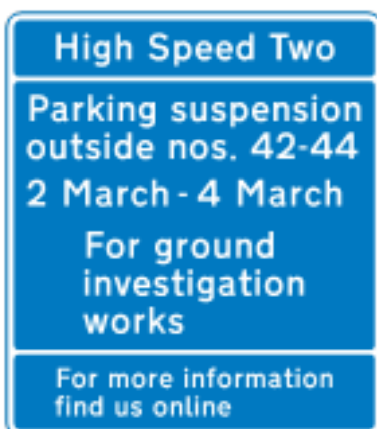 High Speed Two
Parking suspension
outside nos. 42-44
2 March - 4 March
For ground
investigation
works
For more information
find us online